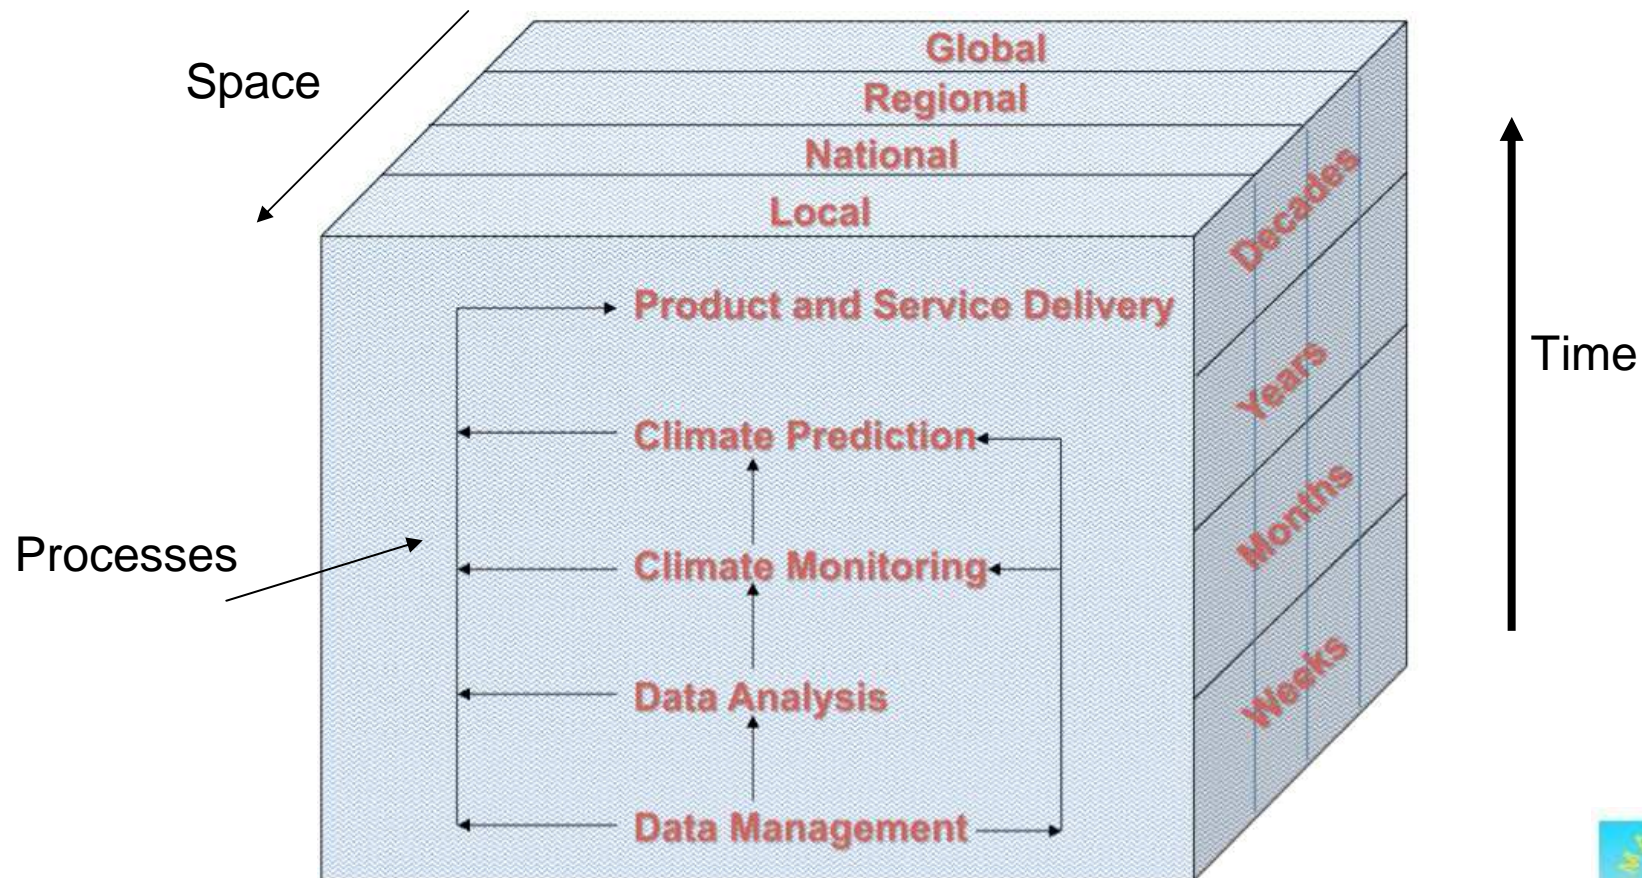 Global
Space
Regional
National
Local
Decades
Product and Service Delivery
Time
Years
Climate Prediction
Months
Processes
Climate Monitoring
Weeks
Data Analysis
Data Management